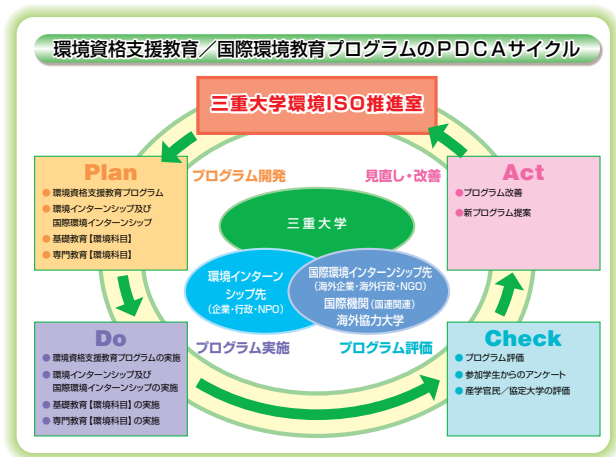 環境資格支援教育／国際環境教育プログラムのPDCAサイクル
三重大学環境ISO推進室
Plan
●環境資格支援教育プログラム
●環境インターンシップ及び
国際環境インターンシップ
●基礎教育【環境科目】
●専門教育【環境科目】
プログラム開発
見直し・改善
Act
●プログラム改善
●新プログラム提案
三重大学
環境インターン
シップ先
（企業・行政・NPO）
国際環境インターンシップ先
（海外企業・海外行政・NGO）
国際機関（国連関連）
海外協力大学
プログラム実施
プログラム評価
Do
●環境資格支援教育プログラムの実施
●環境インターンシップ及び
国際環境インターンシップの実施
●基礎教育【環境科目】の実施
●専門教育【環境科目】の実施
Check
●プログラム評価
●参加学生からのアンケート
●産学官民／協定大学の評価